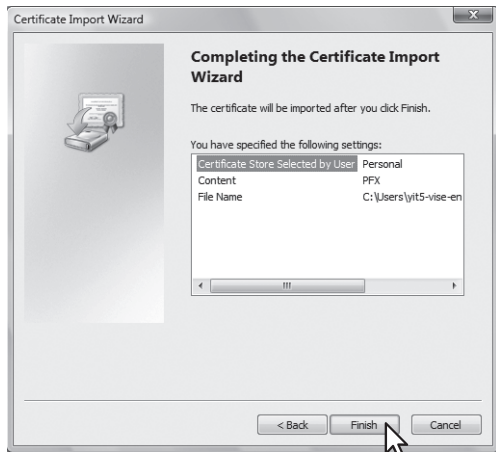 Certificate Import Wizard
Completing the Certificate Import
Wizard
The certificate will be imported after you click Finish.
You have specified the following settings:
Certificate Store Selected by User Personal
Content PFX
File Name C:\Users\yit5-vise-en
< Back Finish Cancel